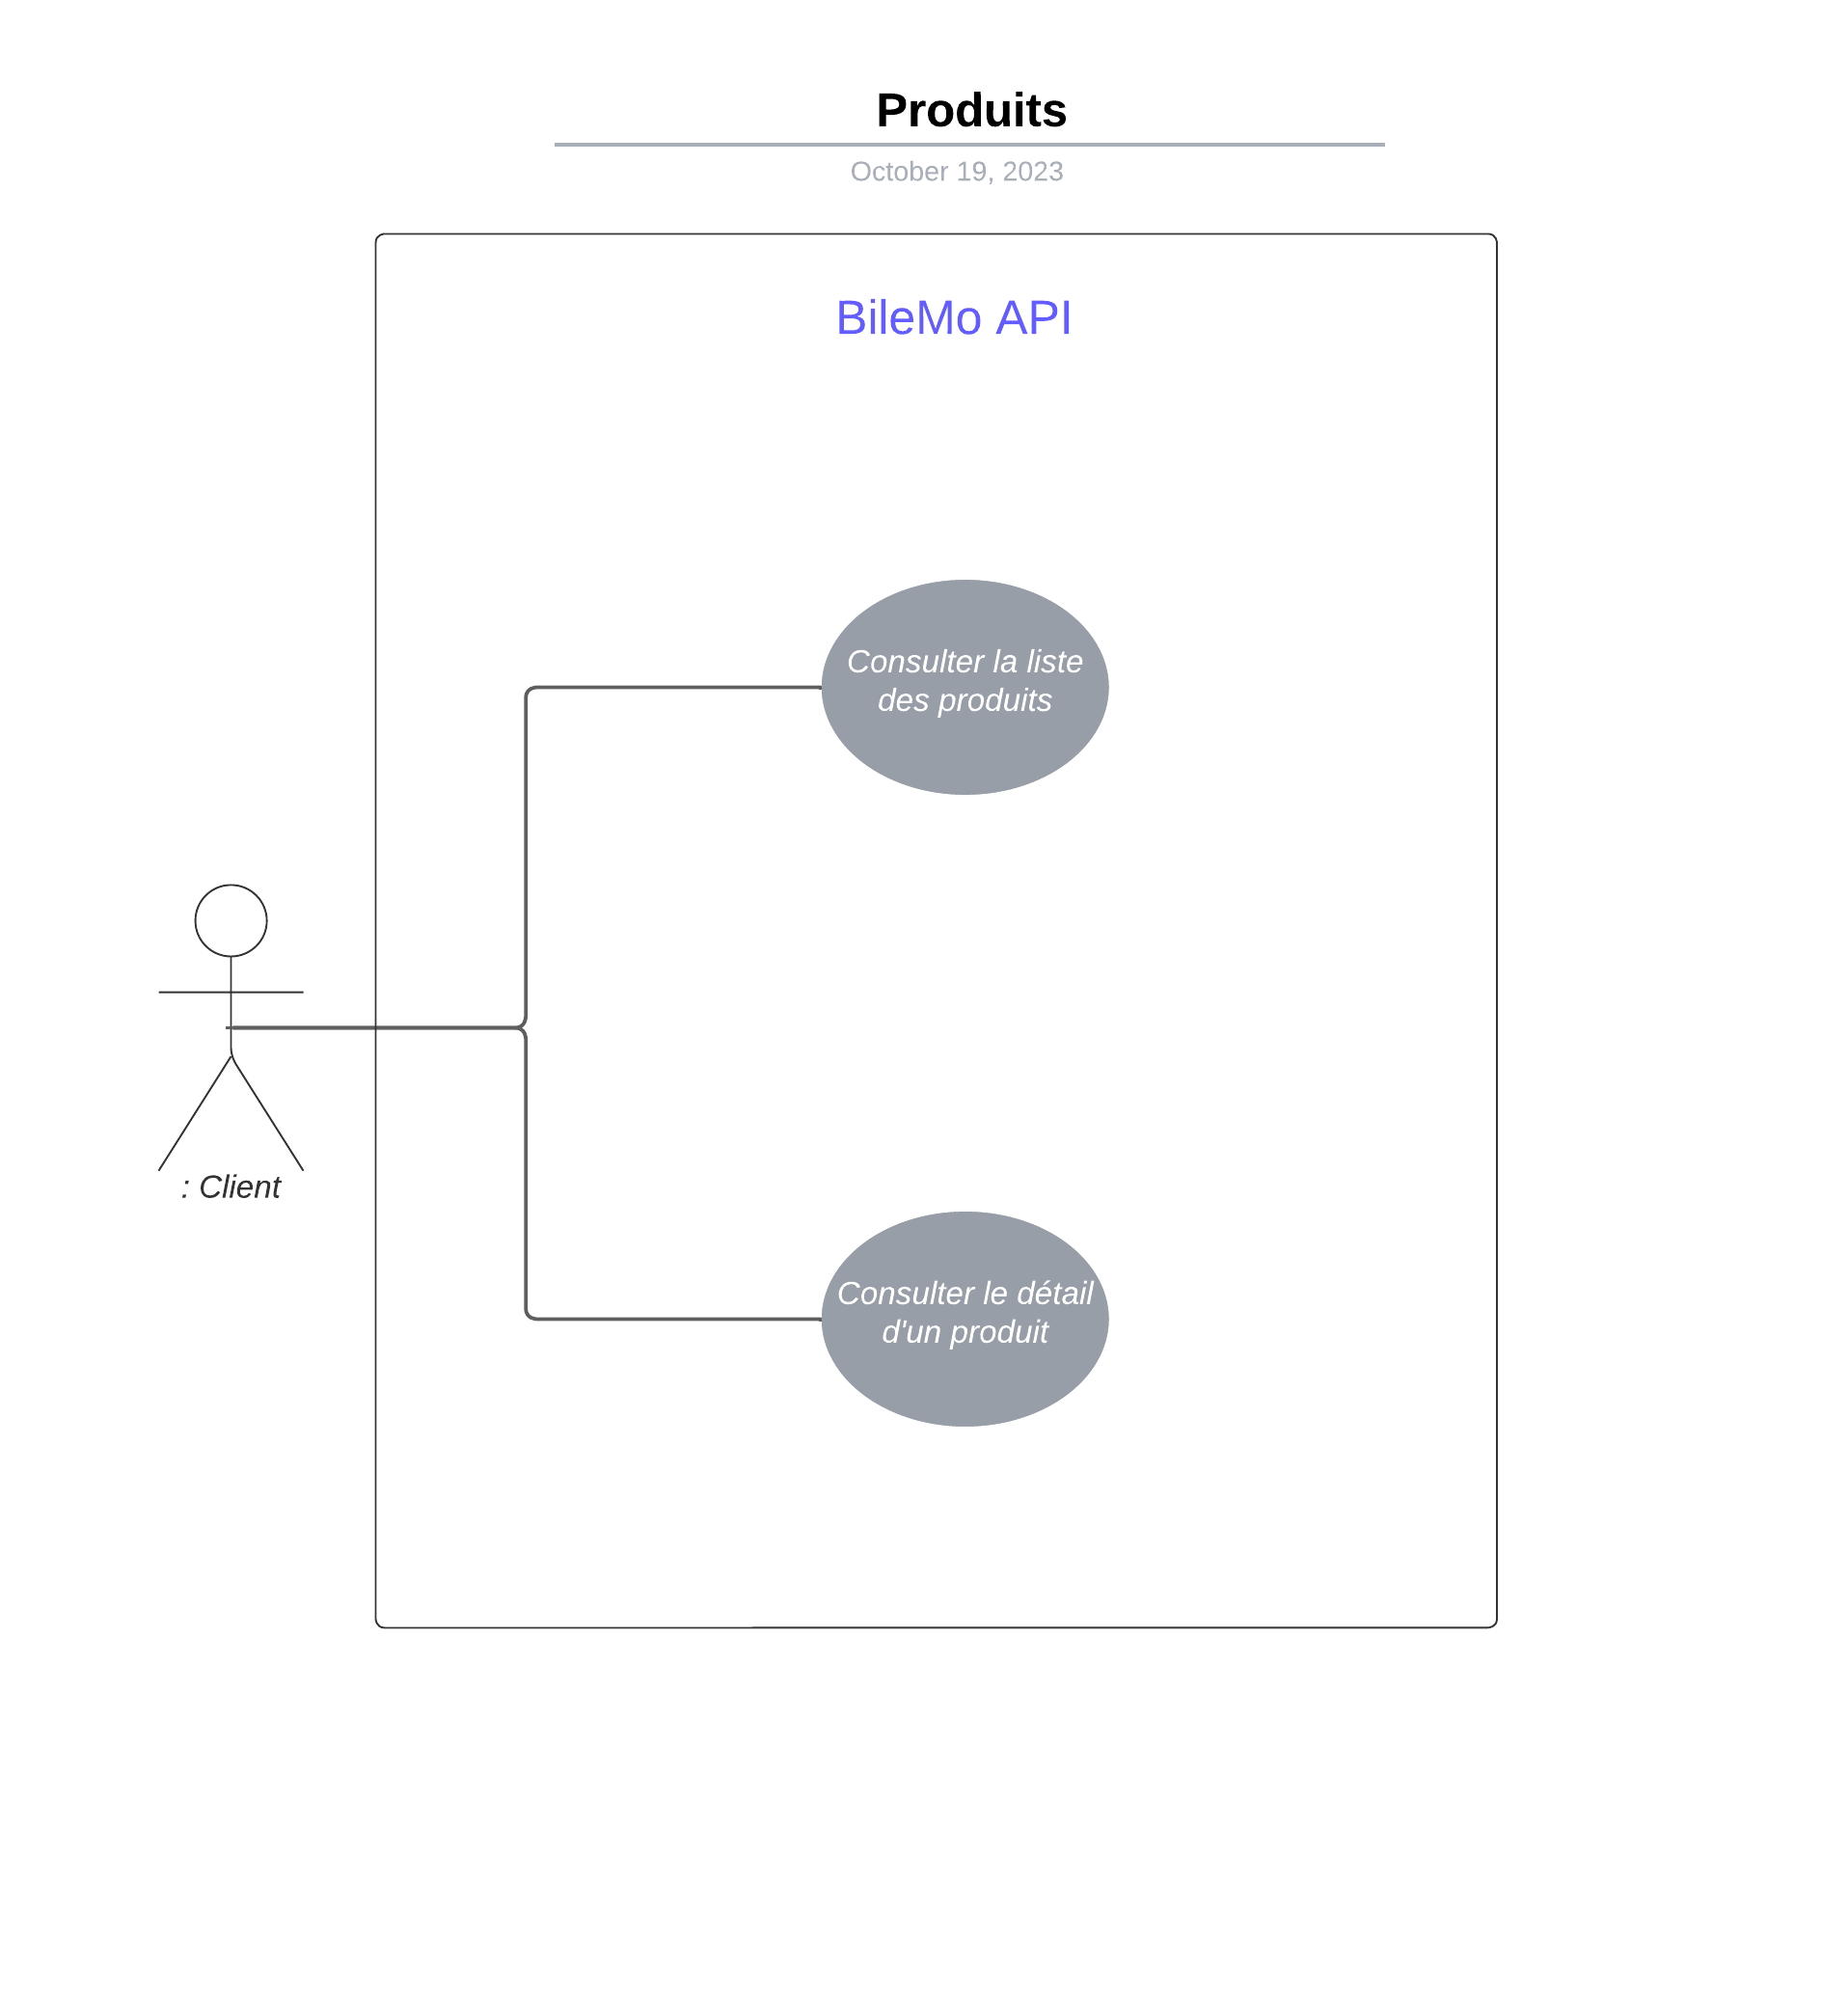 Produits
October 19, 2023
BileMo API
Consulter la liste
des produits
: Client
Consulter le détail
d'un produit